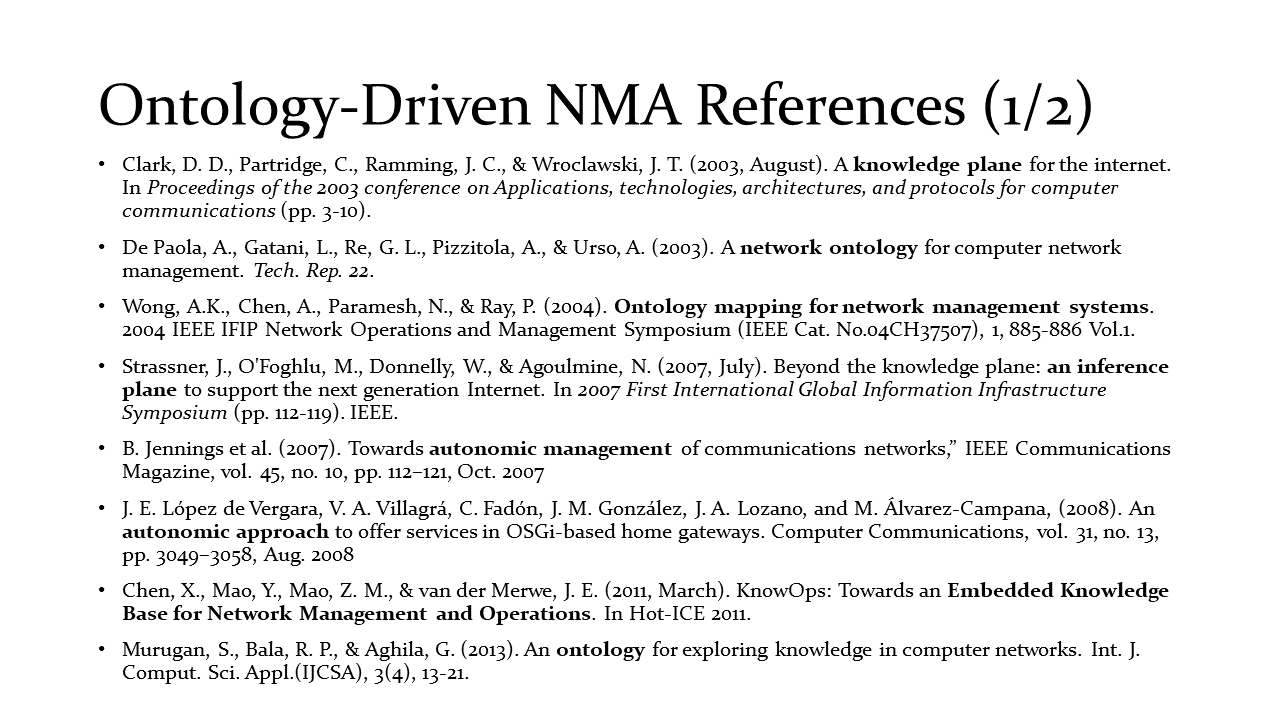 Ontology-Driven NMA References (1/2)
• Clark, D. D., Partridge, C., Ramming, J. C., & Wroclawski, J. T. (2003, August). A knowledge plane for the internet.
In Proceedings of the 2003 conference on Applications, technologies, architectures, and protocols for computer
communications (pp. 3-10).
• De Paola, A., Gatani, L., Re, G. L., Pizzitola, A., & Urso, A. (2003). A network ontology for computer network
management. Tech. Rep. 22.
• Wong, A.K., Chen, A., Paramesh, N., & Ray, P. (2004). Ontology mapping for network management systems.
2004 IEEE IFIP Network Operations and Management Symposium (IEEE Cat. No.04CH37507), 1, 885-886 Vol.1.
• Strassner, J., O'Foghlu, M., Donnelly, W., & Agoulmine, N. (2007, July). Beyond the knowledge plane: an inference
plane to support the next generation Internet. In 2007 First International Global Information Infrastructure
Symposium (pp. 112-119). IEEE.
• B. Jennings et al. (2007). Towards autonomic management of communications networks,” IEEE Communications
Magazine, vol. 45, no. 10, pp. 112–121, Oct. 2007
• J. E. López de Vergara, V. A. Villagrá, C. Fadón, J. M. González, J. A. Lozano, and M. Álvarez-Campana, (2008). An
autonomic approach to offer services in OSGi-based home gateways. Computer Communications, vol. 31, no. 13,
pp. 3049–3058, Aug. 2008
• Chen, X., Mao, Y., Mao, Z. M., & van der Merwe, J. E. (2011, March). KnowOps: Towards an Embedded Knowledge
Base for Network Management and Operations. In Hot-ICE 2011.
• Murugan, S., Bala, R. P., & Aghila, G. (2013). An ontology for exploring knowledge in computer networks. Int. J.
Comput. Sci. Appl.(IJCSA), 3(4), 13-21.